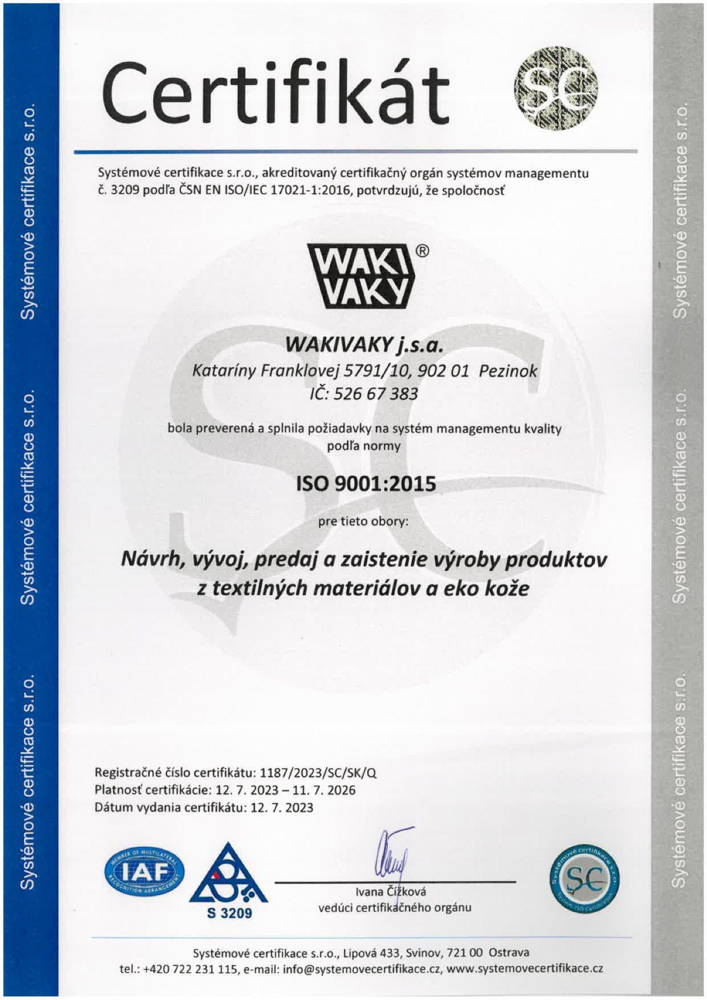 Certifikát
SC
Systémové certifikace s.r.o., akreditovaný certifikačný orgán systémov managementu
č. 3209 podľa ČSN EN ISO/IEC 17021-1:2016, potvrdzujú, že spoločnosť
WAKI
VAKY
®
WAKIVAKY j.s.a.
Kataríny Franklovej 5791/10, 902 01 Pezinok
IČ: 526 67 383
bola preverená a splnila požiadavky na systém managementu kvality
podľa normy
ISO 9001:2015
pre tieto obory:
Návrh, vývoj, predaj a zaistenie výroby produktov
z textilných materiálov a eko kože
Registračné číslo certifikátu: 1187/2023/SC/SK/Q
Platnosť certifikácie: 12. 7. 2023 – 11. 7. 2026
Dátum vydania certifikátu: 12. 7. 2023
MEMBER OF MULTILATERAL
IAF
RECOGNITION ARRANGEMENT
S 3209
Ivana Čížková
vedúci certifikačného orgánu
Systémové certifikace s.r.o.
SC
System ISO Certification
Systémové certifikace s.r.o., Lipová 433, Svinov, 721 00 Ostrava
tel.: +420 722 231 115, e-mail: info@systemovecertifikace.cz, www.systemovecertifikace.cz
Systémové certifikace s.r.o.
Systémové certifikace s.r.o.
Systémové certifikace s.r.o.
Systémové certifikace s.r.o.
Systémové certifikace s.r.o.
Systémové certifikace s.r.o.